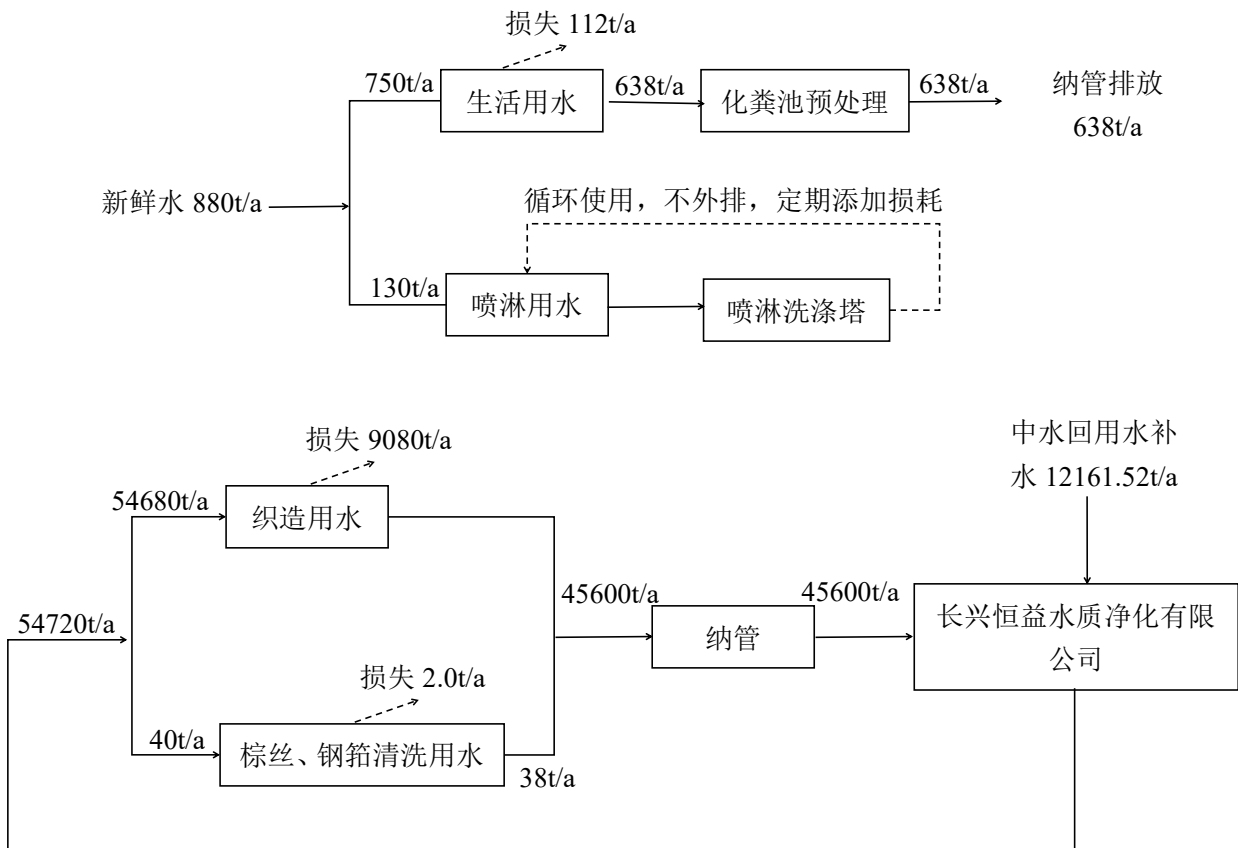 损失 112t/a
750t/a
生活用水
638t/a
化粪池预处理
638t/a
纳管排放
638t/a
新鲜水 880t/a
循环使用，不外排，定期添加损耗
130t/a
喷淋用水
喷淋洗涤塔
损失 9080t/a
中水回用水补
水 12161.52t/a
54680t/a
织造用水
54720t/a
45600t/a
纳管
45600t/a
长兴恒益水质净化有限
公司
损失 2.0t/a
40t/a
棕丝、钢筘清洗用水
38t/a